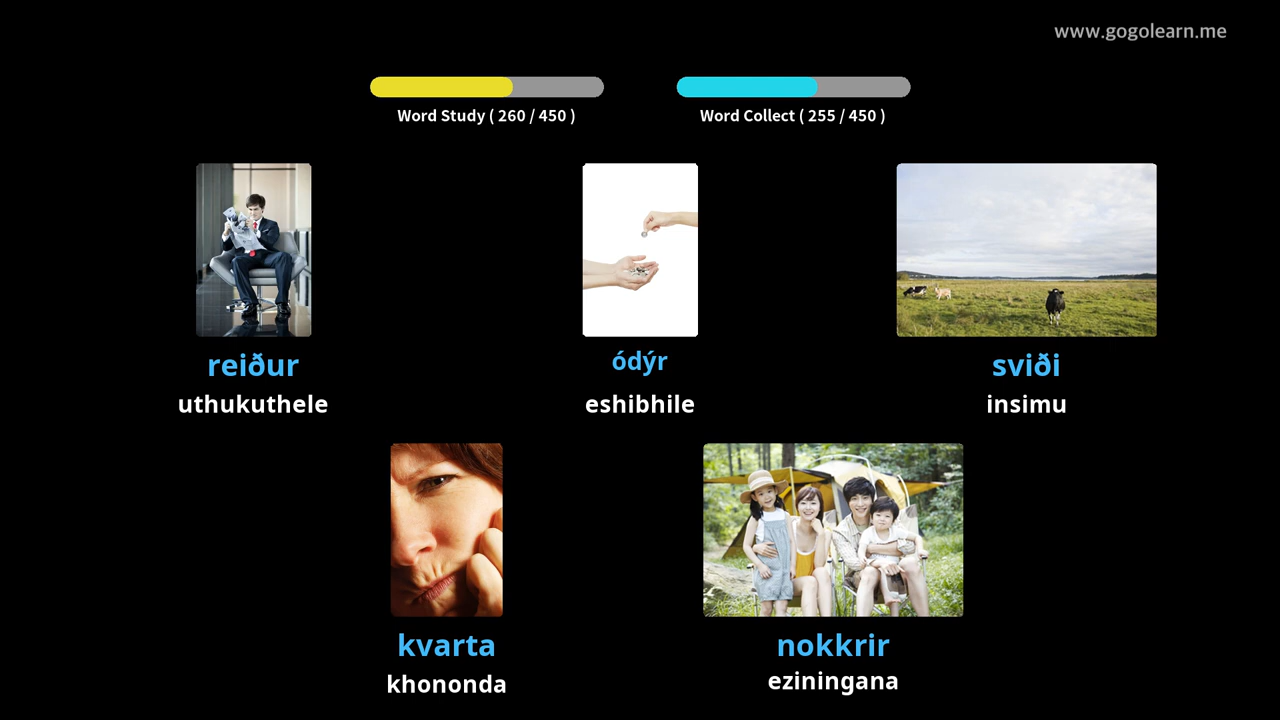 www.gogolearn.me
Word Study ( 260 / 450 )
Word Collect ( 255 / 450 )
reiður
uthukuthele
ódýr
eshibhile
sviði
insimu
kvarta
khononda
nokkrir
eziningana